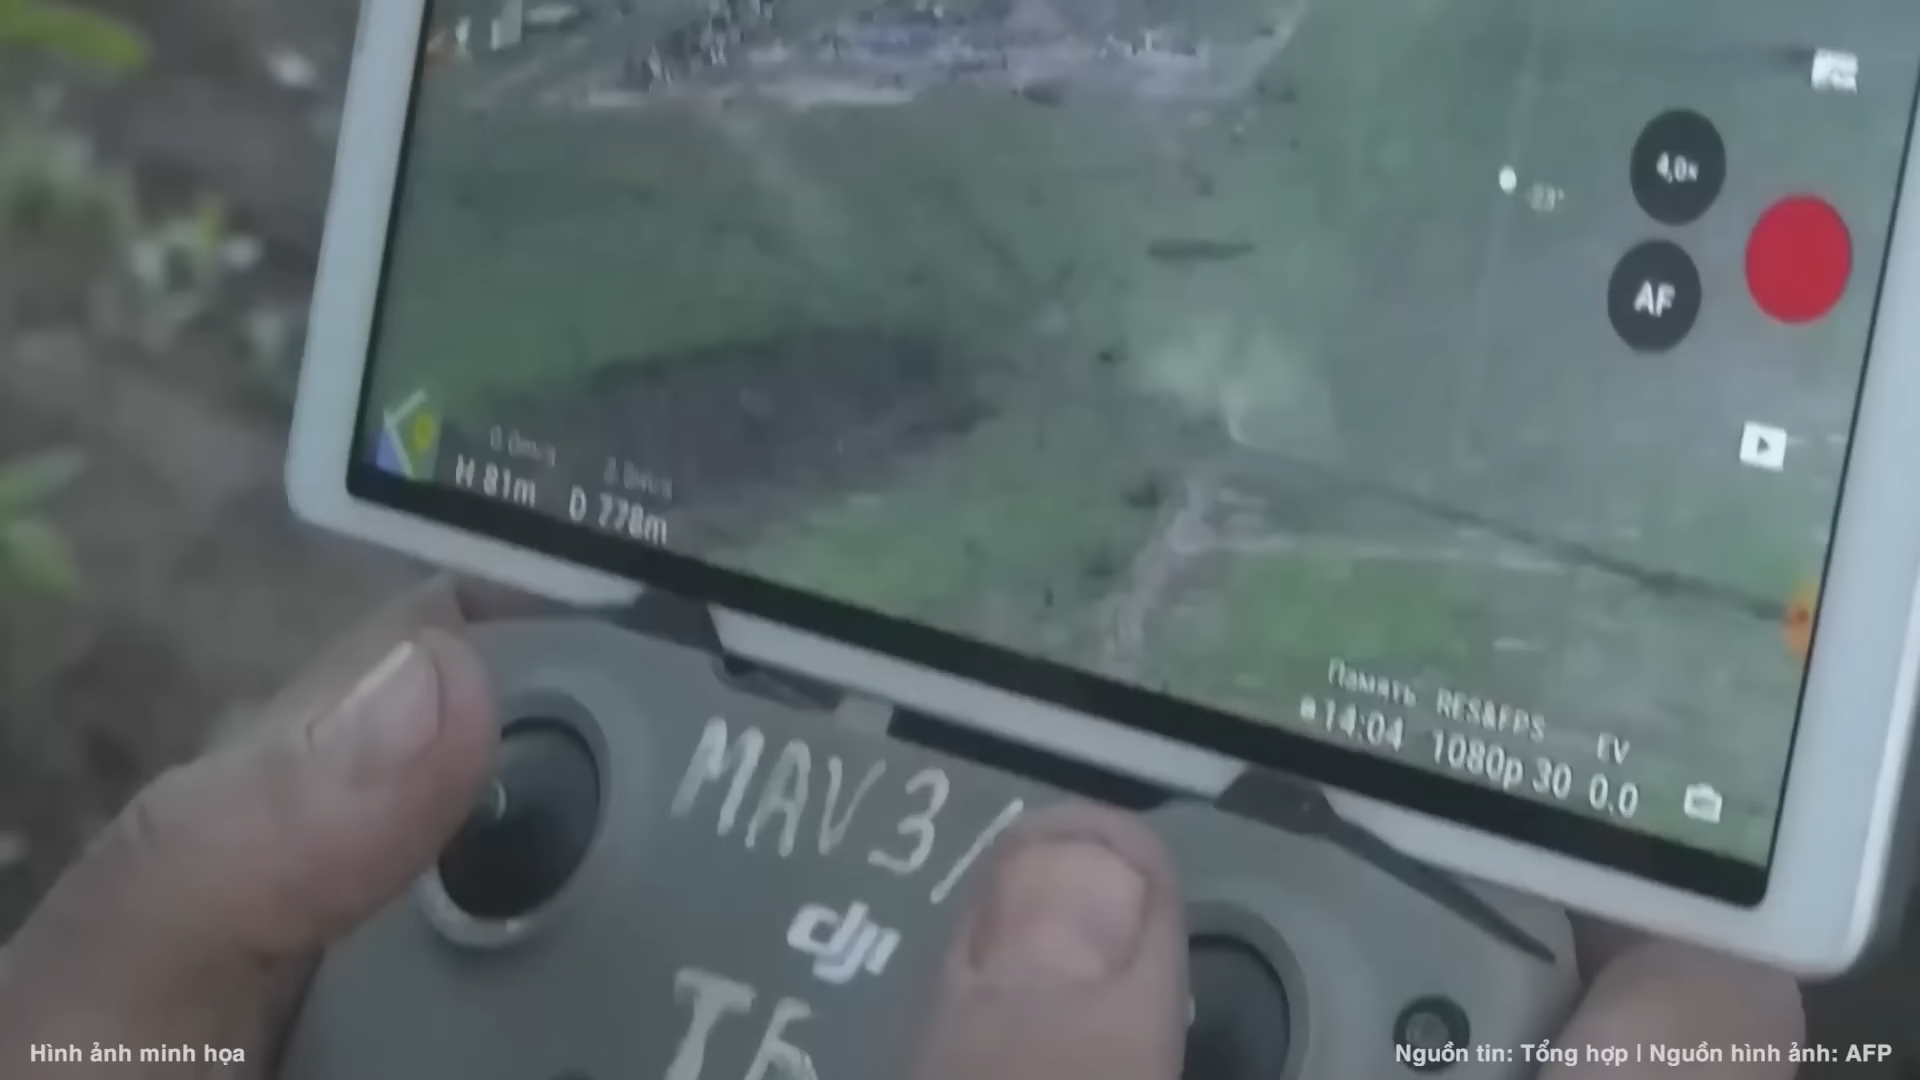 4,0x
-23°
AF
H 81m
D 778m
Память RES&FPS EV
14:04 1080p 30 0.0
MAV3/
dji
Hình ảnh minh họa
Nguồn tin: Tổng hợp | Nguồn hình ảnh: AFP